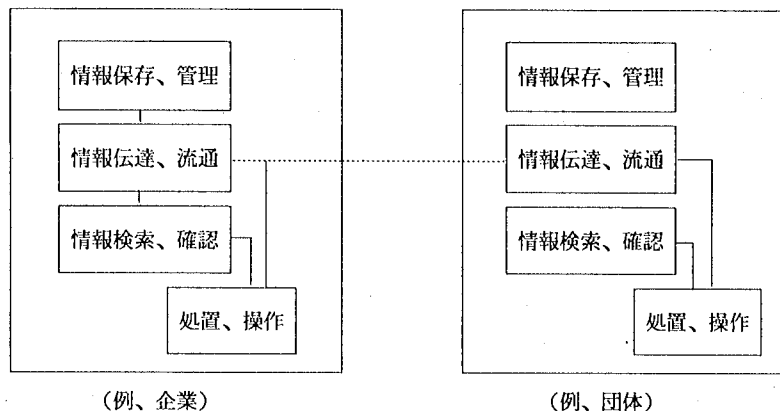 情報保存、管理
情報伝達、流通
情報検索、確認
処置、操作
(例、企業)
情報保存、管理
情報伝達、流通
情報検索、確認
処置、操作
(例、団体)